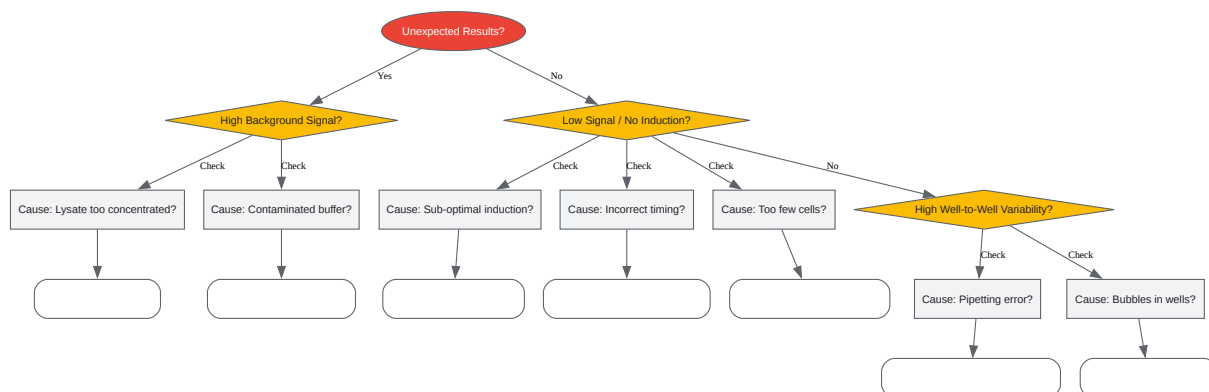 Unexpected Results?
Yes
No
High Background Signal?
Low Signal / No Induction?
Check
Check
Check
Check
Check
No
Cause: Lysate too concentrated?
Cause: Contaminated buffer?
Cause: Sub-optimal induction?
Cause: Incorrect timing?
Cause: Too few cells?
High Well-to-Well Variability?
Check
Check
Cause: Pipetting error?
Cause: Bubbles in wells?